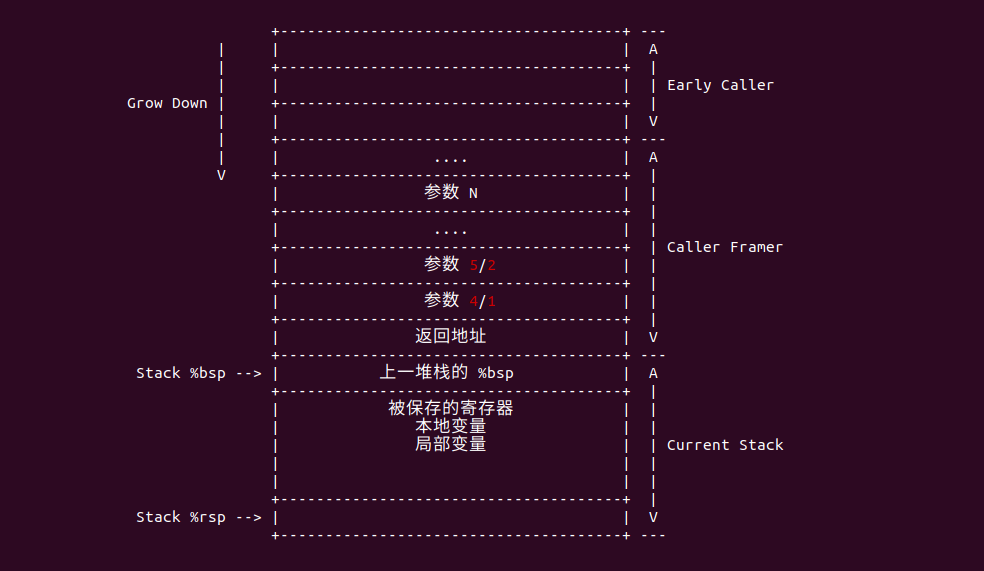 Early Caller
Grow Down
....
V
参数 N
....
Caller Framer
参数 5/2
参数 4/1
返回地址
Stack %bsp --> 上一堆栈的 %bsp
被保存的寄存器
本地变量
局部变量
Current Stack
Stack %rsp -->